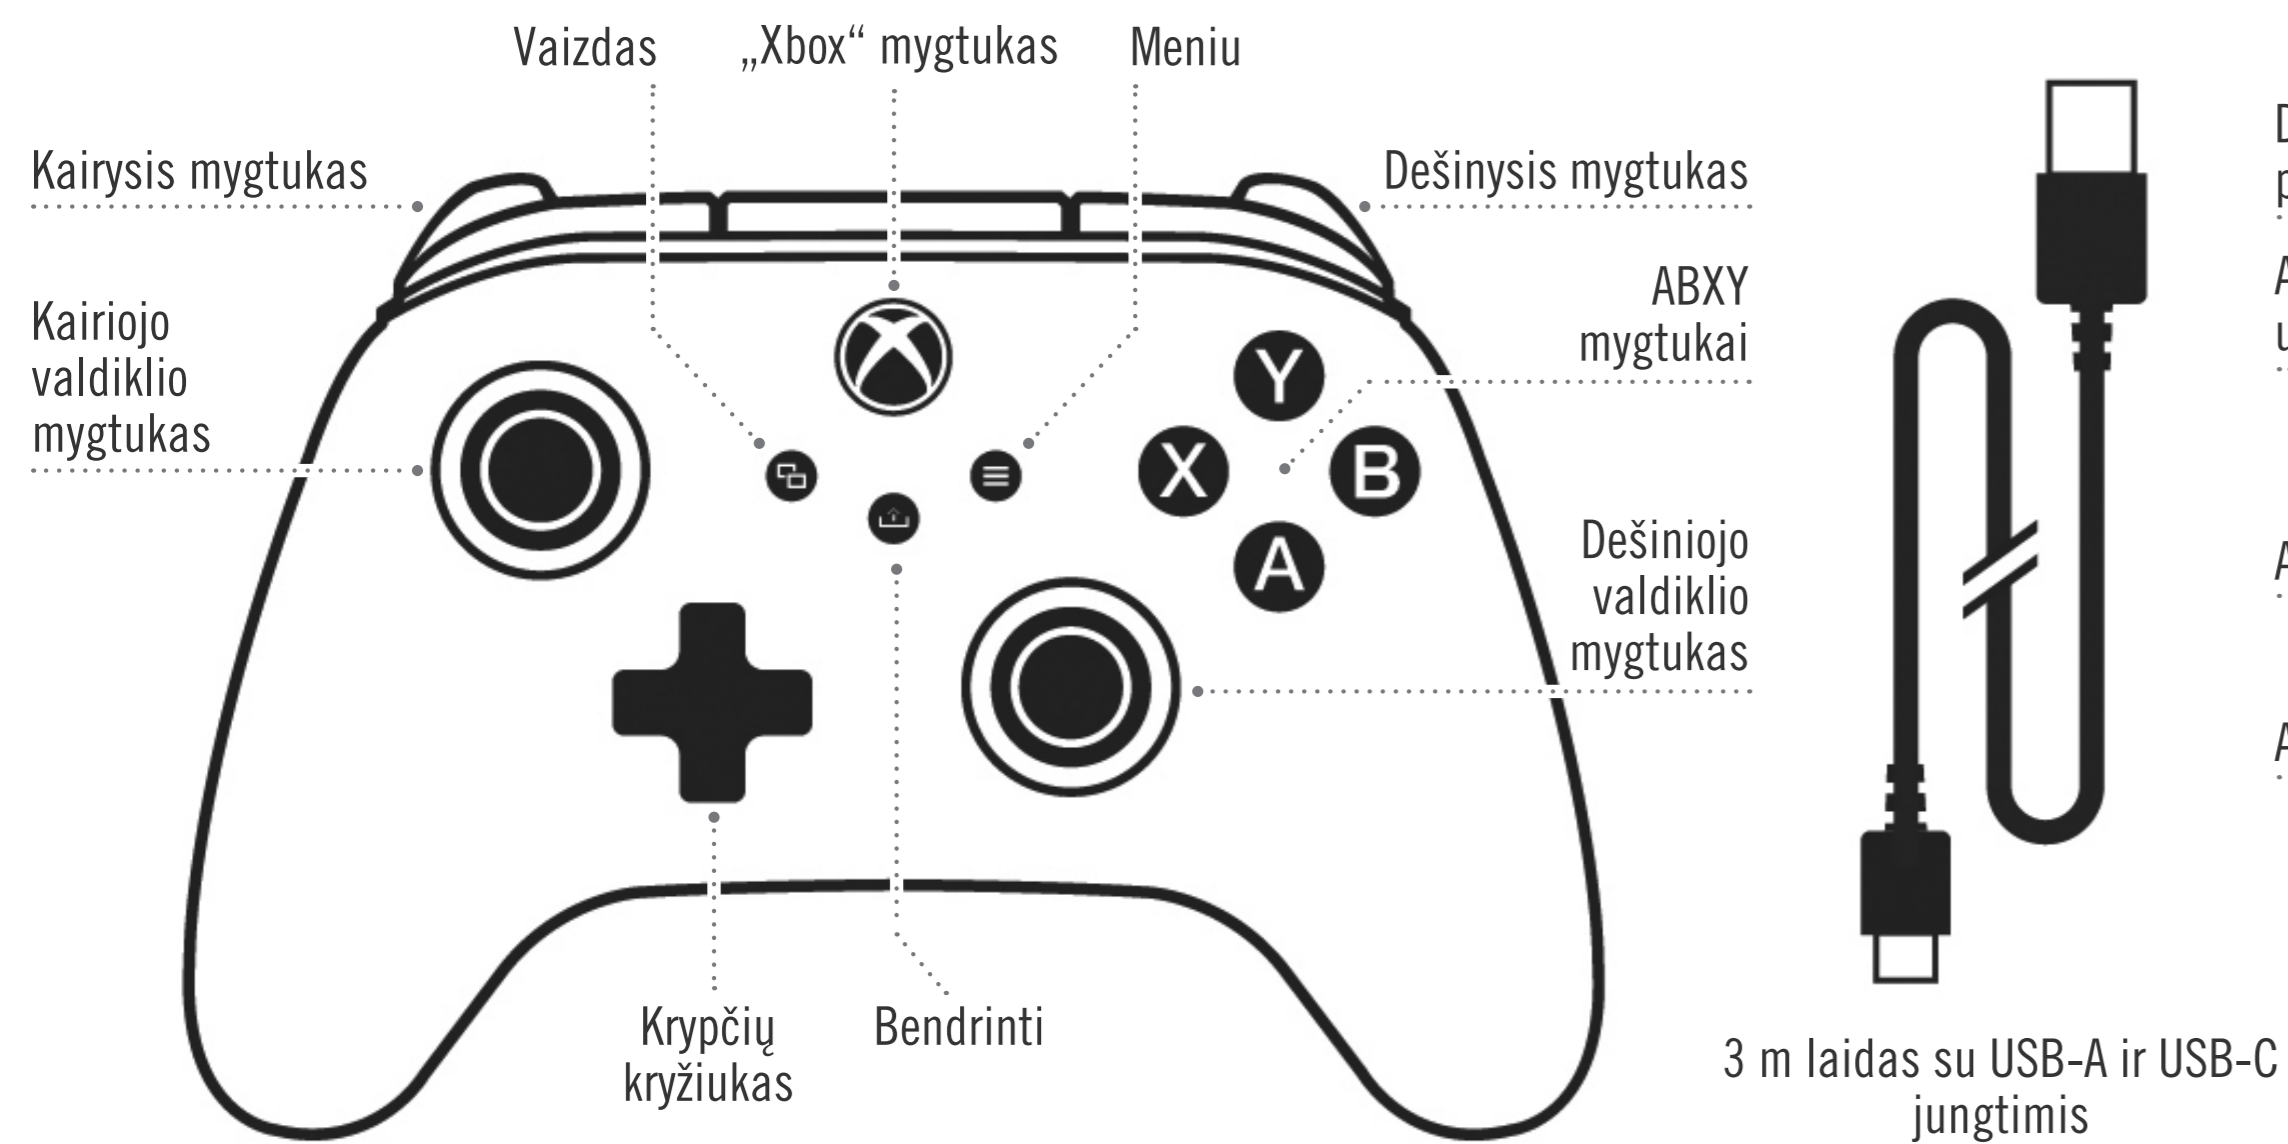 Vaizdas
„Xbox“ mygtukas
Meniu
Kairysis mygtukas
Dešinysis mygtukas
Kairiojo
valdiklio
mygtukas
ABXY
mygtukai
Y
X
B
A
Dešiniojo
valdiklio
mygtukas
Krypčių
kryžiukas
Bendrinti
3 m laidas su USB-A ir USB-C
jungtimis